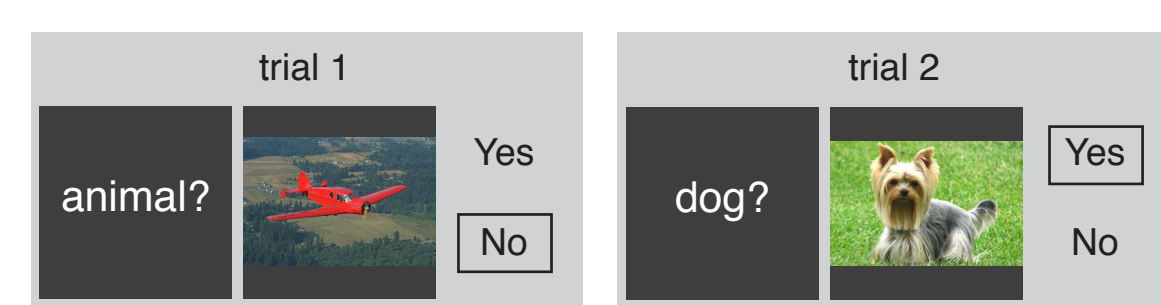 trial 1
animal?
Yes
No
trial 2
dog?
Yes
No